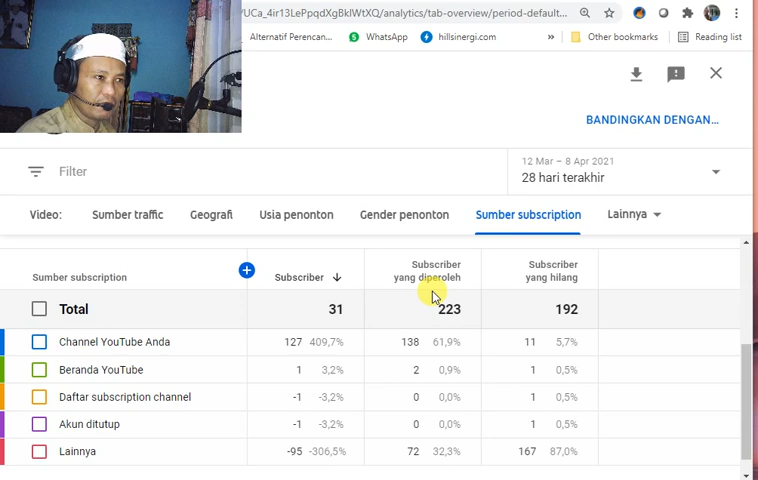 UCa_4ir13LePpqdXgBklWtXQ/analytics/tab-overview/period-default...
Alternatif Perencan... WhatsApp hillsinergi.com » Other bookmarks Reading list
BANDINGKAN DENGAN...
Filter
12 Mar – 8 Apr 2021
28 hari terakhir
Video: Sumber traffic Geografi Usia penonton Gender penonton Sumber subscription Lainnya
Sumber subscription Subscriber Subscriber yang diperoleh Subscriber yang hilang
Total 31 223 192
Channel YouTube Anda 127 409,7% 138 61,9% 11 5,7%
Beranda YouTube 1 3,2% 2 0,9% 1 0,5%
Daftar subscription channel -1 -3,2% 0 0,0% 1 0,5%
Akun ditutup -1 -3,2% 0 0,0% 1 0,5%
Lainnya -95 -306,5% 72 32,3% 167 87,0%